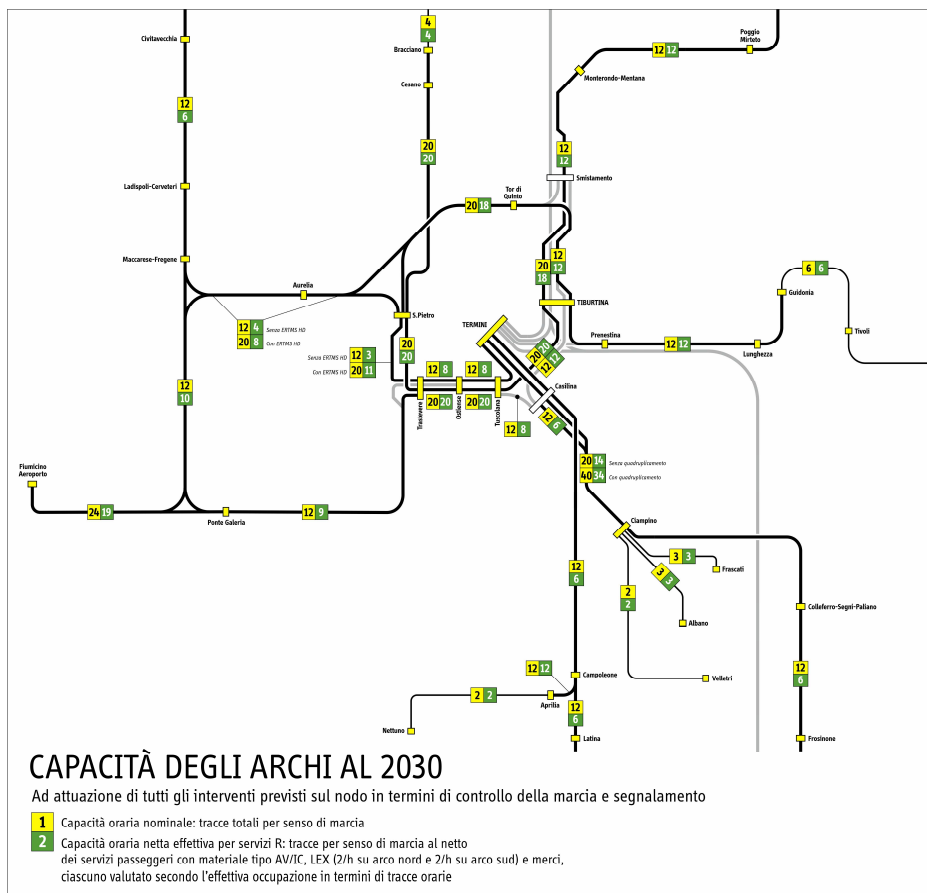 4
4
Civitavecchia
Bracciano
Poggio
Mirteto
12 12
Monterondo-Mentana
Cesano
12
6
20
20
12
12
Smistamento
Ladispoli-Cerveteri
Tor di
Quinto
20 18
Maccarese-Fregene
12
12
20
18
6 6
Aurelia
Guidonia
TIBURTINA
S.Pietro
TERMINI
12 4 Senza ERTMS HD
20 8 Con ERTMS HD
Tivoli
Prenestina
12 12
Lunghezza
20
20
20 20
12 12
Senza ERTMS HD 12 3
Con ERTMS HD 20 11
12 8
12 8
12
10
Casilina
20 20
20 20
Trastevere
Ostiense
Tuscolana
12 6
12 8
20 14 Senza quadruplicamento
40 34 Con quadruplicamento
Fiumicino
Aeroporto
24 19
12 9
Ponte Galeria
Ciampino
3 3
Frascati
12
6
3 3
2
2
Colleferro-Segni-Paliano
Albano
12 12
Campoleone
Velletri
12
6
2 2
Aprilia
12
6
Nettuno
Latina
Frosinone
CAPACITÀ DEGLI ARCHI AL 2030
Ad attuazione di tutti gli interventi previsti sul nodo in termini di controllo della marcia e segnalamento
1 Capacità oraria nominale: tracce totali per senso di marcia
2 Capacità oraria netta effettiva per servizi R: tracce per senso di marcia al netto
dei servizi passeggeri con materiale tipo AV/IC, LEX (2/h su arco nord e 2/h su arco sud) e merci,
ciascuno valutato secondo l'effettiva occupazione in termini di tracce orarie